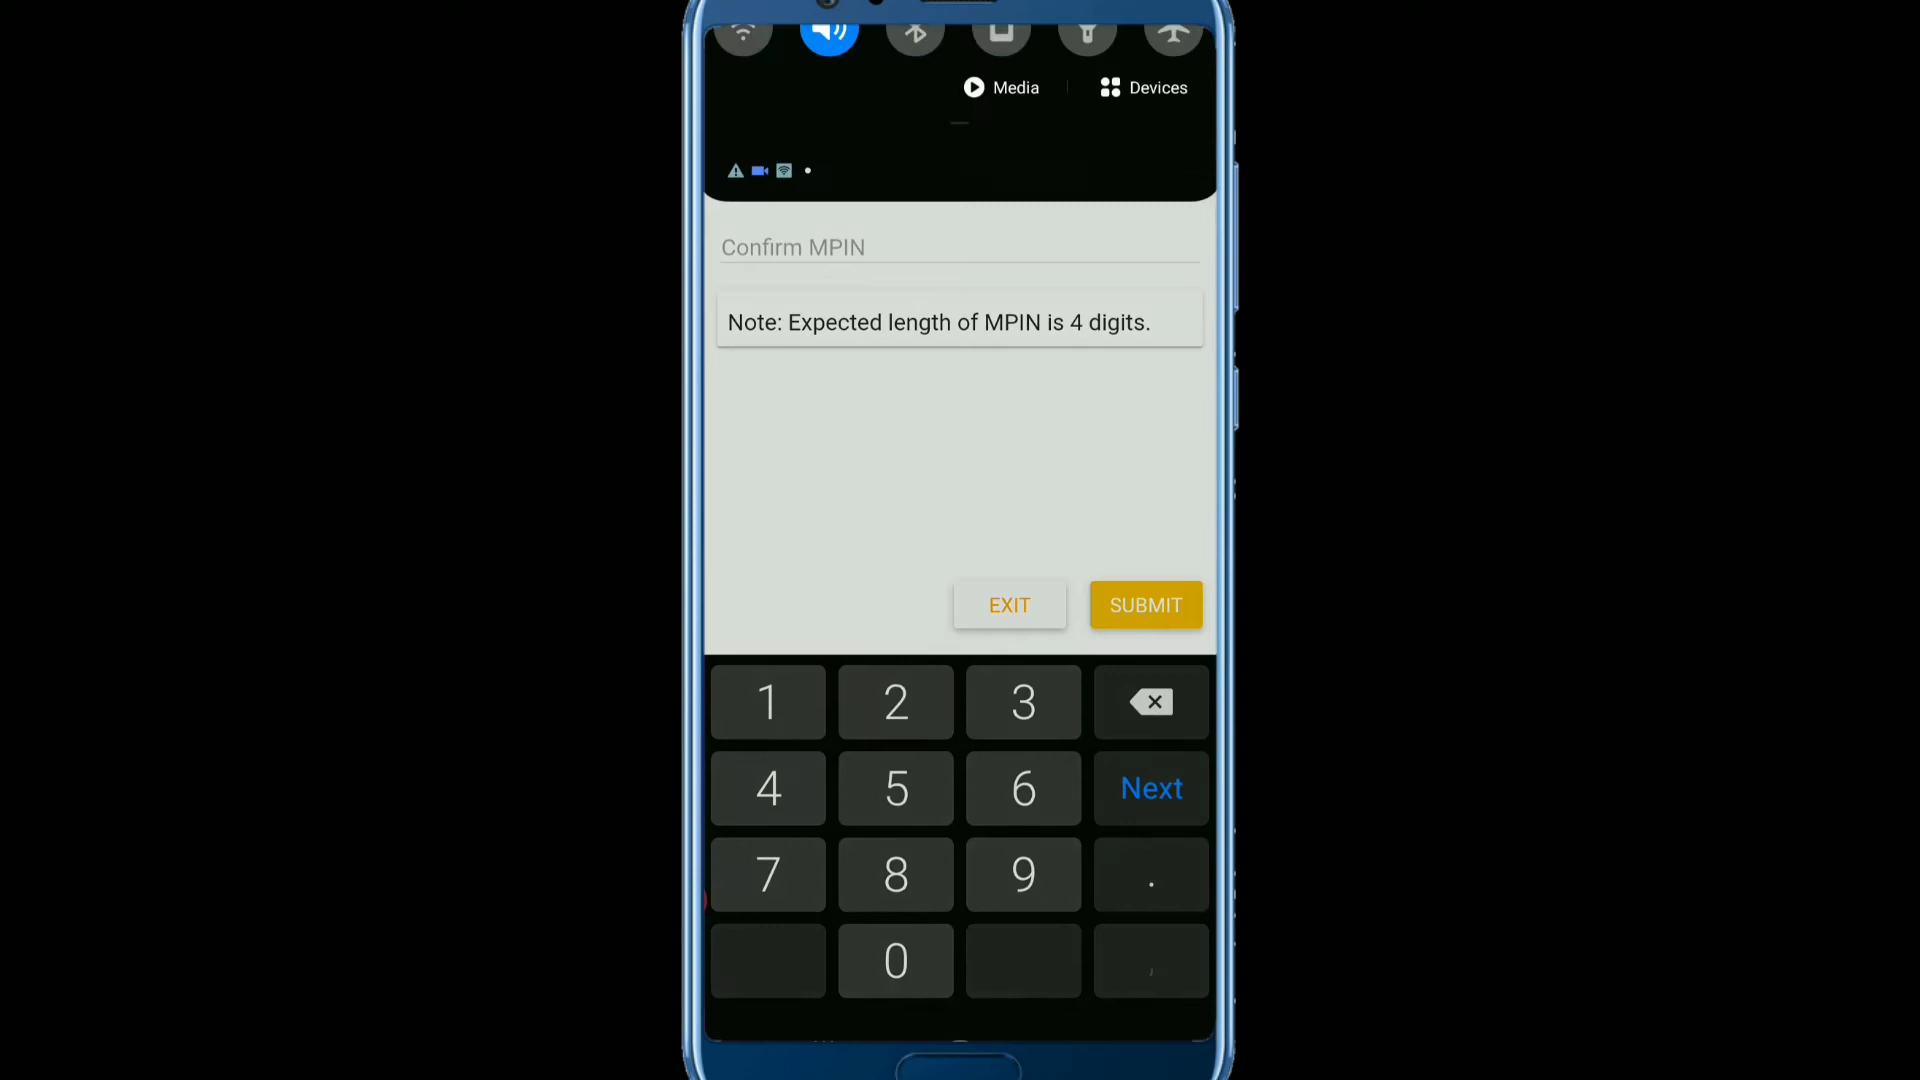 Media Devices
Confirm MPIN
Note: Expected length of MPIN is 4 digits.
EXIT SUBMIT
1 2 3
4 5 6 Next
7 8 9 .
0 ,